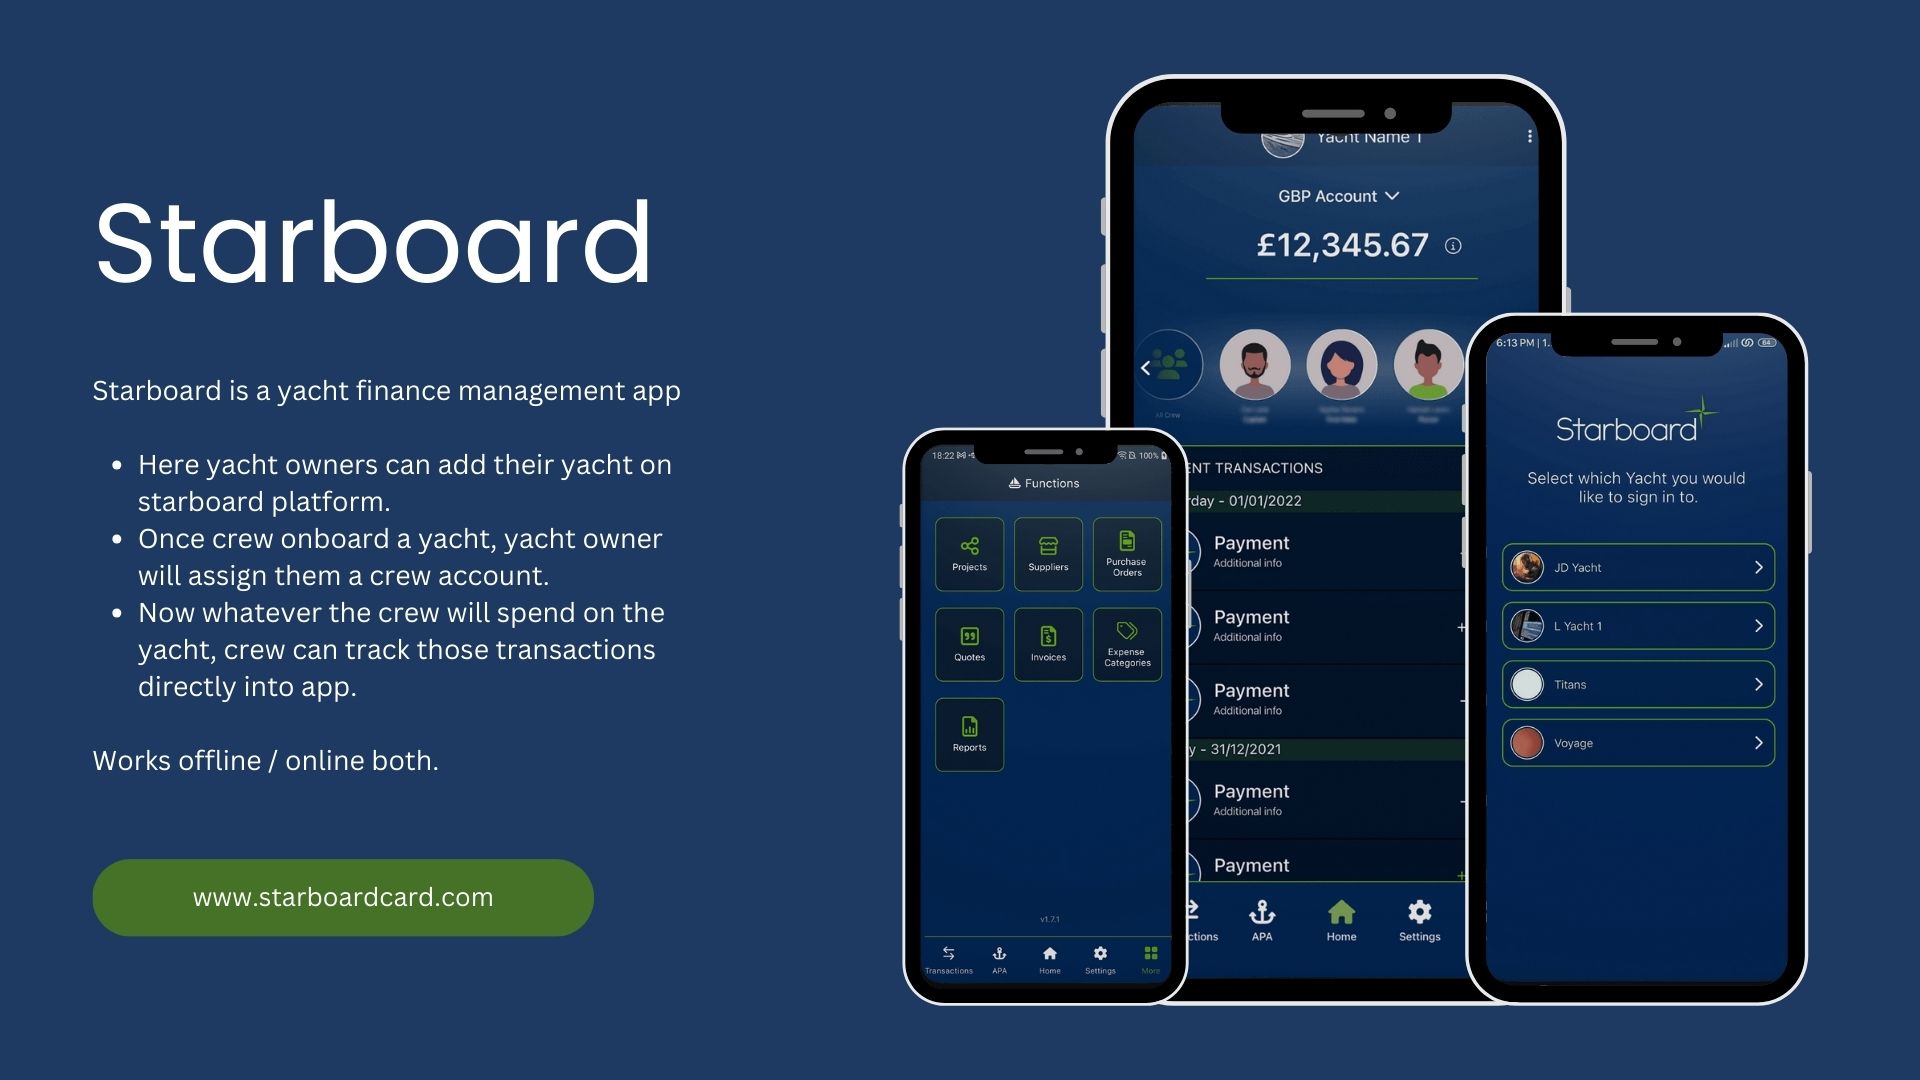 Starboard
Starboard is a yacht finance management app
• Here yacht owners can add their yacht on
starboard platform.
• Once crew onboard a yacht, yacht owner
will assign them a crew account.
• Now whatever the crew will spend on the
yacht, crew can track those transactions
directly into app.
Works offline / online both.
www.starboardcard.com
18:22
100%
Functions
Projects
Suppliers
Purchase
Orders
Quotes
Invoices
Expense
Categories
Reports
v1.7.1
Transactions
APA
Home
Settings
More
Yacht Name 1
GBP Account
£12,345.67
All Crew
ENT TRANSACTIONS
rday - 01/01/2022
Payment
Additional info
Payment
Additional info
+
Payment
Additional info
y - 31/12/2021
Payment
Additional info
Payment
+
ctions
APA
Home
Settings
6:13 PM | 1...
64
Starboard
Select which Yacht you would
like to sign in to.
JD Yacht
L Yacht 1
Titans
Voyage